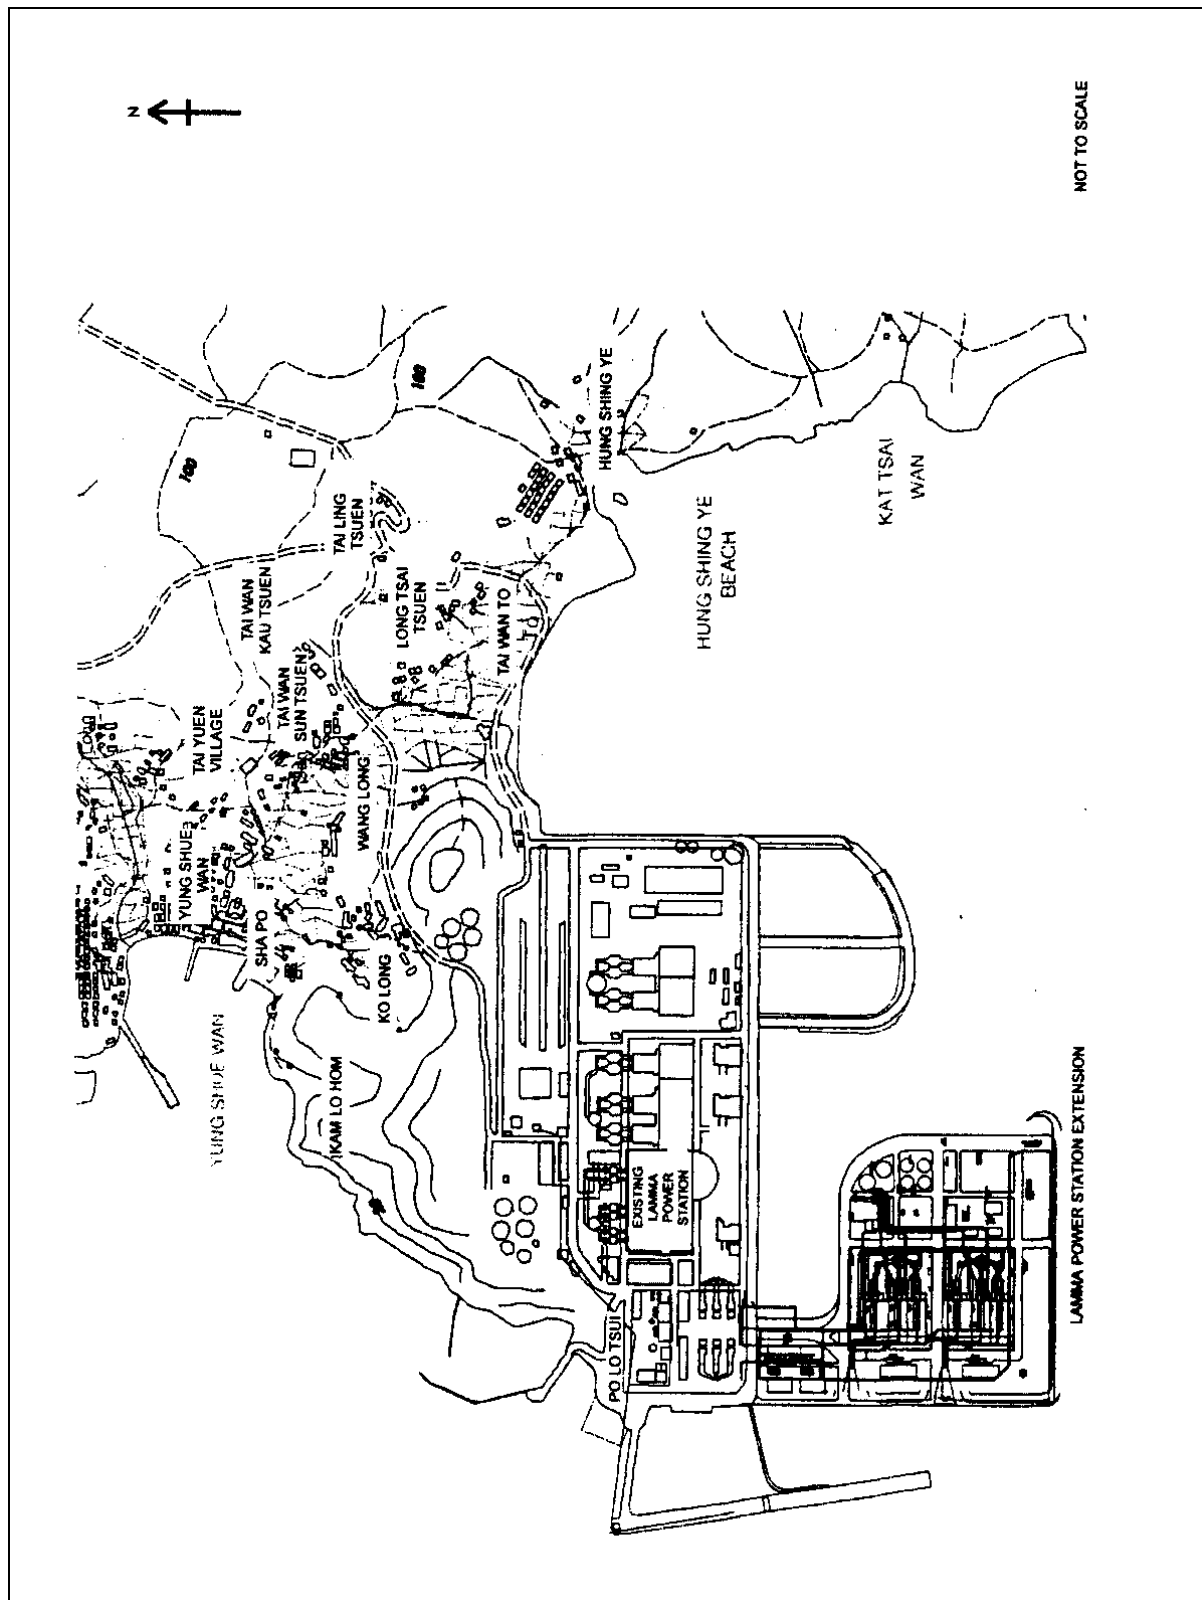 N
NOT TO SCALE
100
100
TAI LING
TSUEN
TAI WAN
KAU TSUEN
LONG TSAI
TSUEN
TAI WAN TO
HUNG SHING YE
HUNG SHING YE
BEACH
KAT TSAI
WAN
TAI YUEN
VILLAGE
TAI WAN
SUN TSUEN
WANG LONG
YUNG SHUE
WAN
SHA PO
KO LONG
YUNG SHUE WAN
KAM LO HOM
EXISTING
LAMMA
POWER
STATION
PO LO TSUI
LAMMA POWER STATION EXTENSION